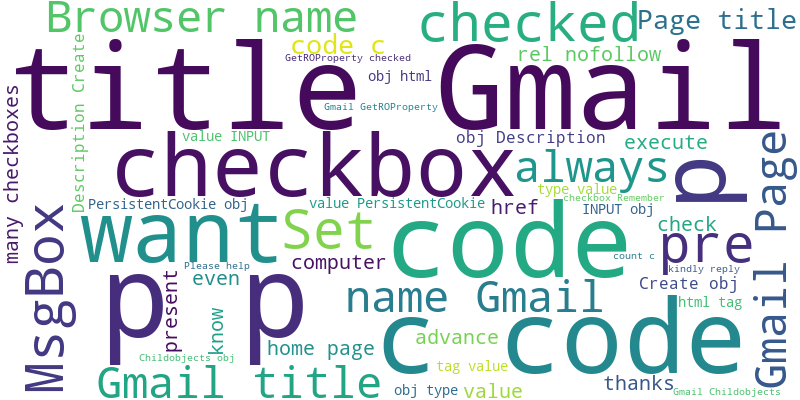 Browser name
checked
Page title
code c
rel nofollow
GetROProperty checked
title Gmail
obj html
Gmail GetROProperty
Description Create
many checkboxes
value INPUT
obj Description
execute
checkbox
always
type value
checkbox Remember
p
Gmail Page
PersistentCookie obj
value PersistentCookie
href
INPUT obj
want
Set
code
check
pre
MsgBox
computer
count c
Please help
kindly reply
present
even
p
p
name Gmail
Create obj
html tag
know
c
code
advance
home page
Childobjects obj
tag value
Gmail title
obj type
value
thanks
Gmail Childobjects